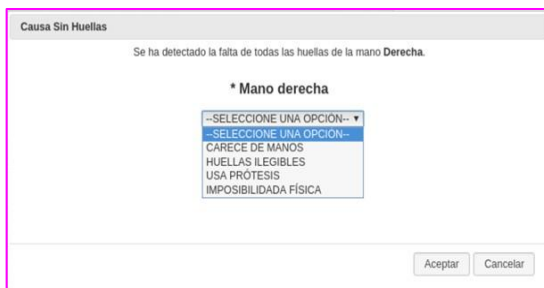 Causa Sin Huellas
Se ha detectado la falta de todas las huellas de la mano Derecha.
* Mano derecha
--SELECCIONE UNA OPCIÓN--
--SELECCIONE UNA OPCIÓN--
CARECE DE MANOS
HUELLAS ILEGIBLES
USA PRÓTESIS
IMPOSIBILIDADA FÍSICA
Aceptar Cancelar